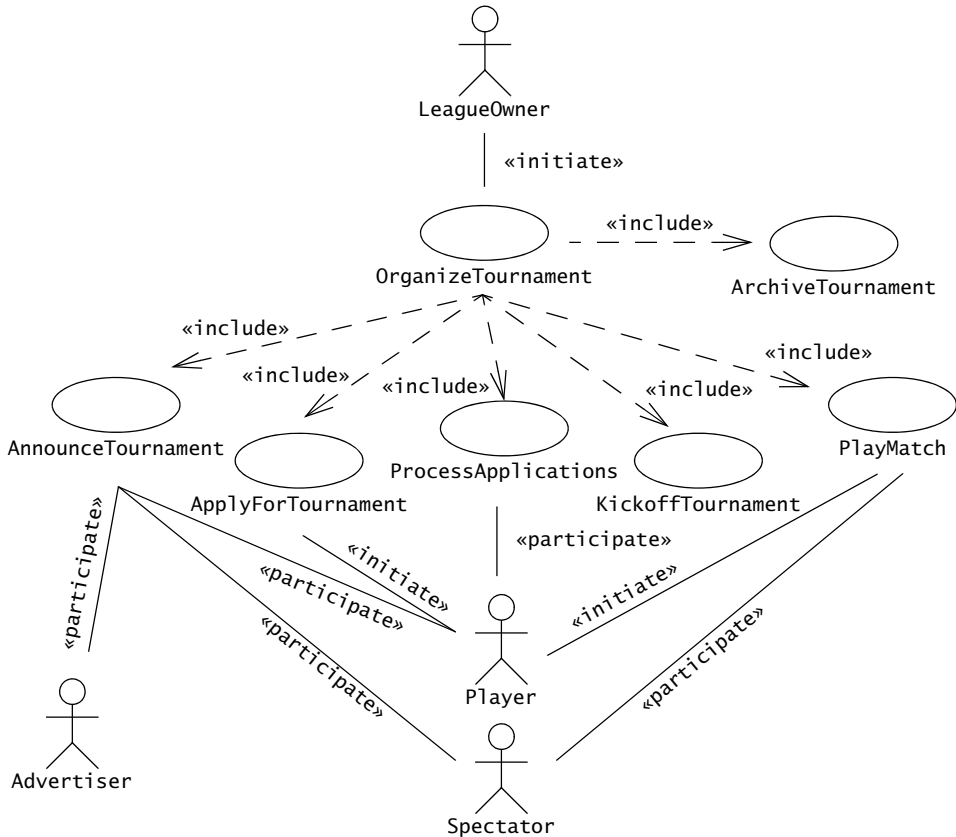 LeagueOwner
«initiate»
«include»
OrganizeTournament
ArchiveTournament
«include»
«include»
«include»
«include»
«include»
AnnounceTournament
ApplyForTournament
ProcessApplications
KickoffTournament
PlayMatch
«participate»
«initiate»
«participate»
«participate»
«participate»
«initiate»
«participate»
Player
Advertiser
Spectator